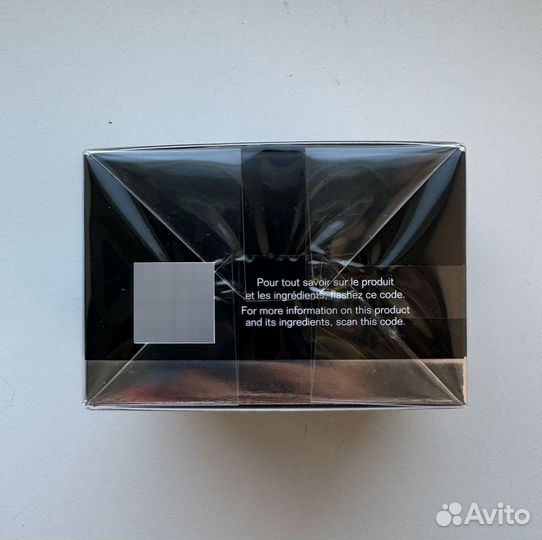 Pour tout savoir sur le produit
et les ingrédients, flashez ce code.
For more information on this product
and its ingredients, scan this code.
Avito